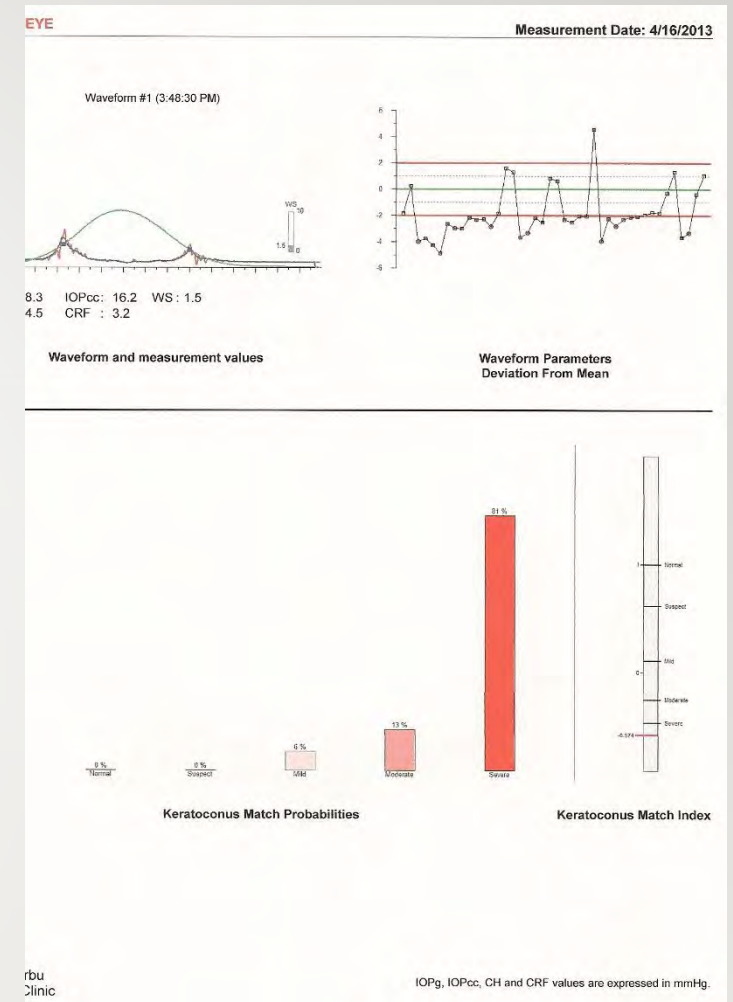 EYE
Measurement Date: 4/16/2013
Waveform #1 (3:48:30 PM)
6
4
2
0
-2
-4
-6
WS
10
1.5
0
8.3 IOPcc: 16.2 WS : 1.5
4.5 CRF : 3.2
Waveform and measurement values
Waveform Parameters
Deviation From Mean
0 %
Normal
0 %
Suspect
6 %
Mild
13 %
Moderate
81 %
Severe
Keratoconus Match Probabilities
1
Normal
Suspect
Mild
0
Moderate
Severe
Keratoconus Match Index
rbu
Clinic
IOPg, IOPcc, CH and CRF values are expressed in mmHg.